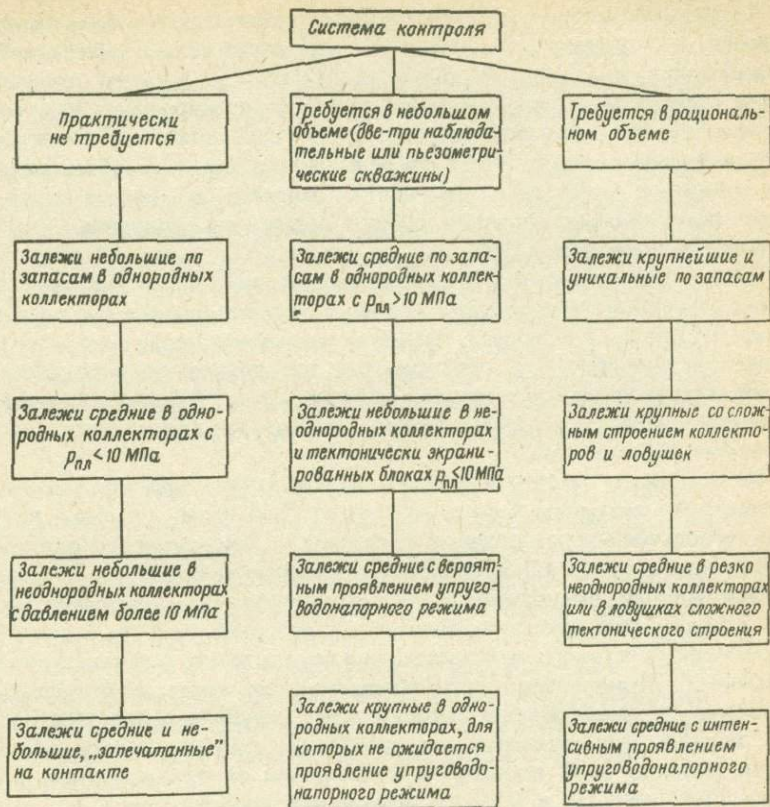 Система контроля
Практически
не требуется
Требуется в небольшом
объеме (две-три наблюда-
тельные или пьезометри-
ческие скважины)
Требуется в рациональ-
ном объеме
Залежи небольшие по
запасам в однородных
коллекторах
Залежи средние по запа-
сам в однородных коллек-
торах с pпл > 10 МПа
Залежи крупнейшие и
уникальные по запасам
Залежи средние в одно-
родных коллекторах с
pпл < 10 МПа
Залежи небольшие в не-
однородных коллекторах
и тектонически экрани-
рованных блоках pпл ≤ 10 МПа
Залежи крупные со слож-
ным строением коллекто-
ров и ловушек
Залежи небольшие в
неоднородных коллекторах
с давлением более 10 МПа
Залежи средние с вероят-
ным проявлением упруго-
водонапорного режима
Залежи средние в резко
неоднородных коллекторах
или в ловушках сложного
тектонического строения
Залежи средние и не-
большие, „запечатанные"
на контакте
Залежи крупные в одно-
родных коллекторах, для
которых не ожидается
проявление упруговодо-
напорного режима
Залежи средние с интен-
сивным проявлением
упруговодонапорного
режима